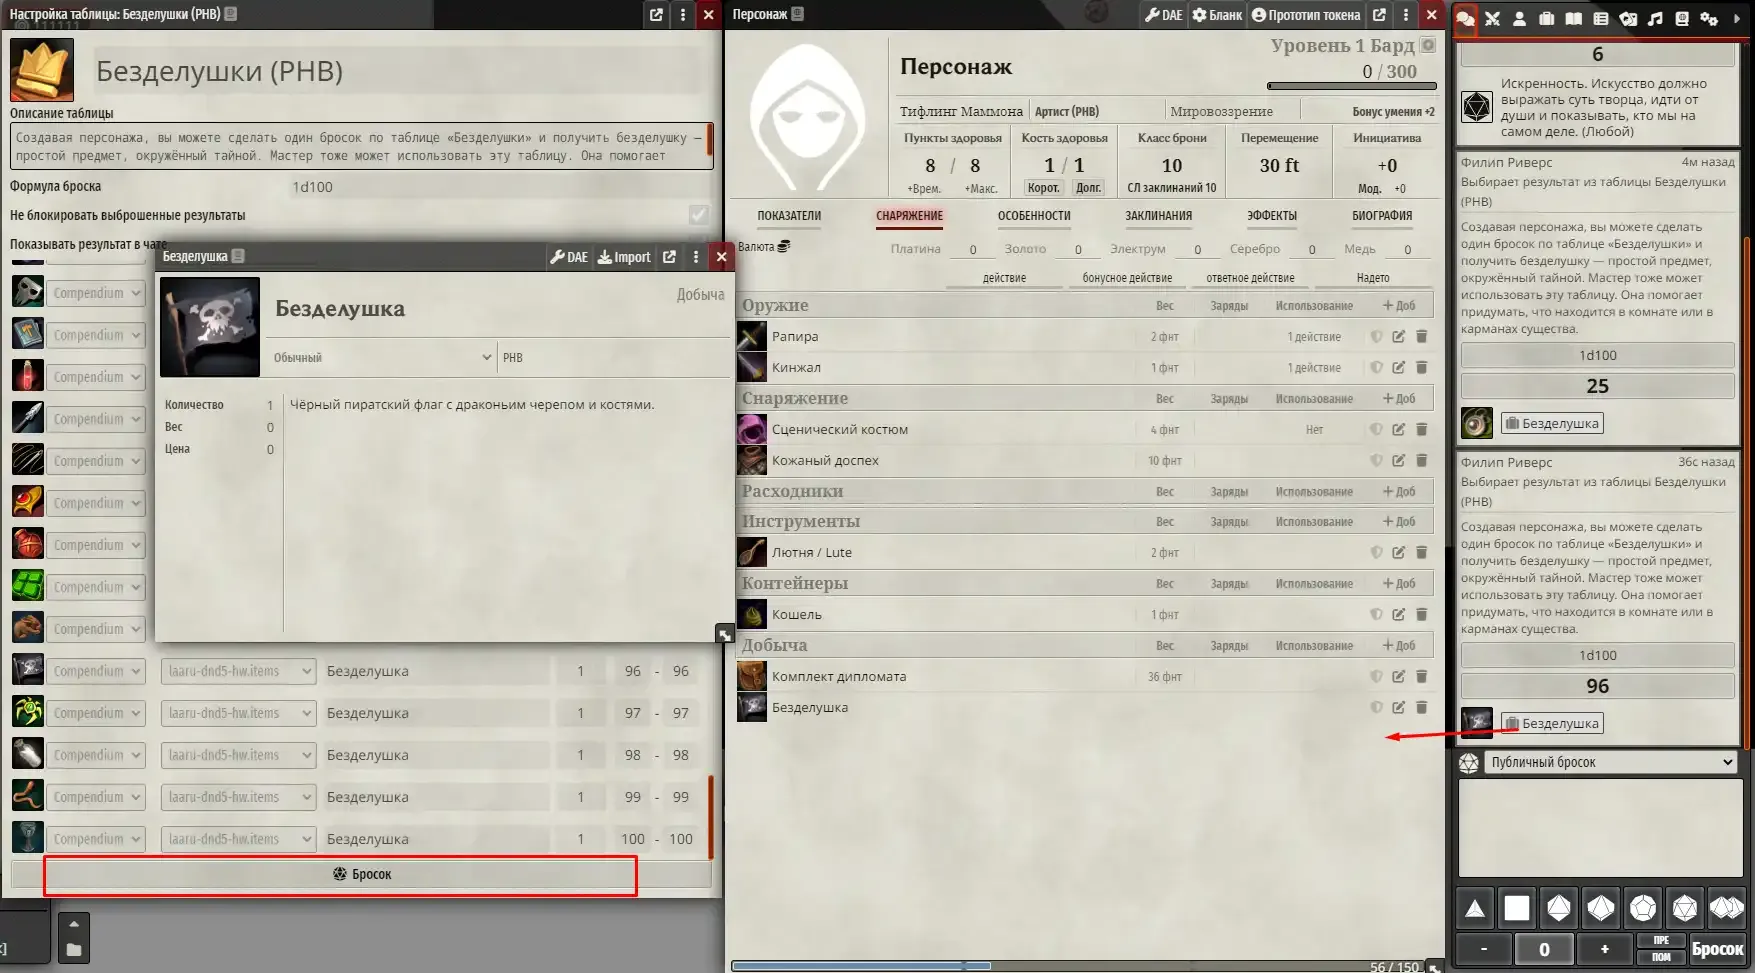 Настройка таблицы: Безделушки (PHB)
Безделушки (PHB)
Описание таблицы
Создавая персонажа, вы можете сделать один бросок по таблице «Безделушки» и получить безделушку —
простой предмет, окружённый тайной. Мастер тоже может использовать эту таблицу. Она помогает
Формула броска
1d100
Не блокировать выброшенные результаты
Показывать результат в чате
Compendium
Compendium
Compendium
Compendium
Compendium
Compendium
Compendium
Compendium
Compendium
Compendium laaru-dnd5-hw.items Безделушка 1 96 - 96
Compendium laaru-dnd5-hw.items Безделушка 1 97 - 97
Compendium laaru-dnd5-hw.items Безделушка 1 98 - 98
Compendium laaru-dnd5-hw.items Безделушка 1 99 - 99
Compendium laaru-dnd5-hw.items Безделушка 1 100 - 100
Бросок
Безделушка
DAE Import
Безделушка
Добыча
Обычный PHB
Количество 1
Вес 0
Цена 0
Чёрный пиратский флаг с драконьим черепом и костями.
Персонаж
DAE Бланк Прототип токена
Персонаж
Уровень 1 Бард
0 / 300
Тифлинг Маммона Артист (PHB) Мировоззрение Бонус умения +2
Пункты здоровья Кость здоровья Класс брони Перемещение Инициатива
8 / 8 1 / 1 10 30 ft +0
+Врем. +Макс. Корот. Долг. СЛ заклинаний 10 Мод. +0
ПОКАЗАТЕЛИ СНАРЯЖЕНИЕ ОСОБЕННОСТИ ЗАКЛИНАНИЯ ЭФФЕКТЫ БИОГРАФИЯ
Валюта Платина 0 Золото 0 Электрум 0 Серебро 0 Медь 0
действие бонусное действие ответное действие Надето
Оружие Вес Заряды Использование + Доб
Рапира 2 фнт 1 действие
Кинжал 1 фнт 1 действие
Снаряжение Вес Заряды Использование + Доб
Сценический костюм 4 фнт Нет
Кожаный доспех 10 фнт
Расходники Вес Заряды Использование + Доб
Инструменты Вес Заряды Использование + Доб
Лютня / Lute 2 фнт
Контейнеры Вес Заряды Использование + Доб
Кошель 1 фнт
Добыча Вес Заряды Использование + Доб
Комплект дипломата 36 фнт
Безделушка
56 / 150
6
Искренность. Искусство должно
выражать суть творца, идти от
души и показывать, кто мы на
самом деле. (Любой)
Филип Риверс 4м назад
Выбирает результат из таблицы Безделушки
(PHB)
Создавая персонажа, вы можете сделать
один бросок по таблице «Безделушки» и
получить безделушку — простой предмет,
окружённый тайной. Мастер тоже может
использовать эту таблицу. Она помогает
придумать, что находится в комнате или в
карманах существа.
1d100
25
Безделушка
Филип Риверс 36с назад
Выбирает результат из таблицы Безделушки
(PHB)
Создавая персонажа, вы можете сделать
один бросок по таблице «Безделушки» и
получить безделушку — простой предмет,
окружённый тайной. Мастер тоже может
использовать эту таблицу. Она помогает
придумать, что находится в комнате или в
карманах существа.
1d100
96
Безделушка
Публичный бросок
- 0 + ПРЕ
ПОМ
Бросок